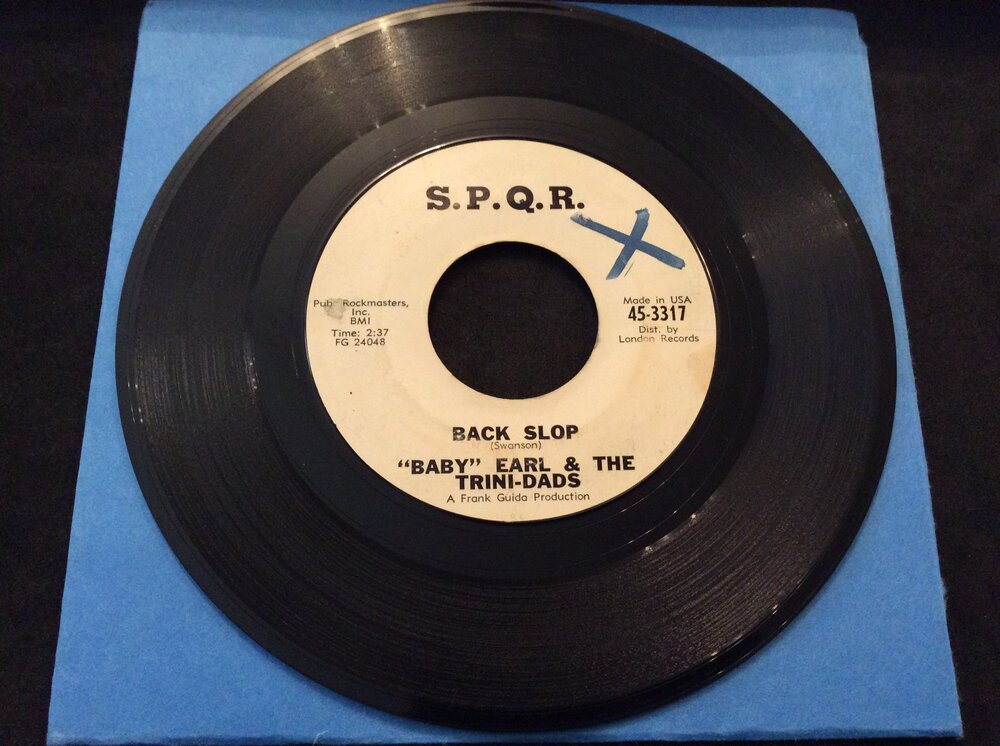 S.P.Q.R.
Pub. Rockmasters,
Inc.
BMI
Time: 2:37
FG 24048
Made in USA
45-3317
Dist. by
London Records
BACK SLOP
(Swanson)
“BABY” EARL & THE
TRINI-DADS
A Frank Guida Production